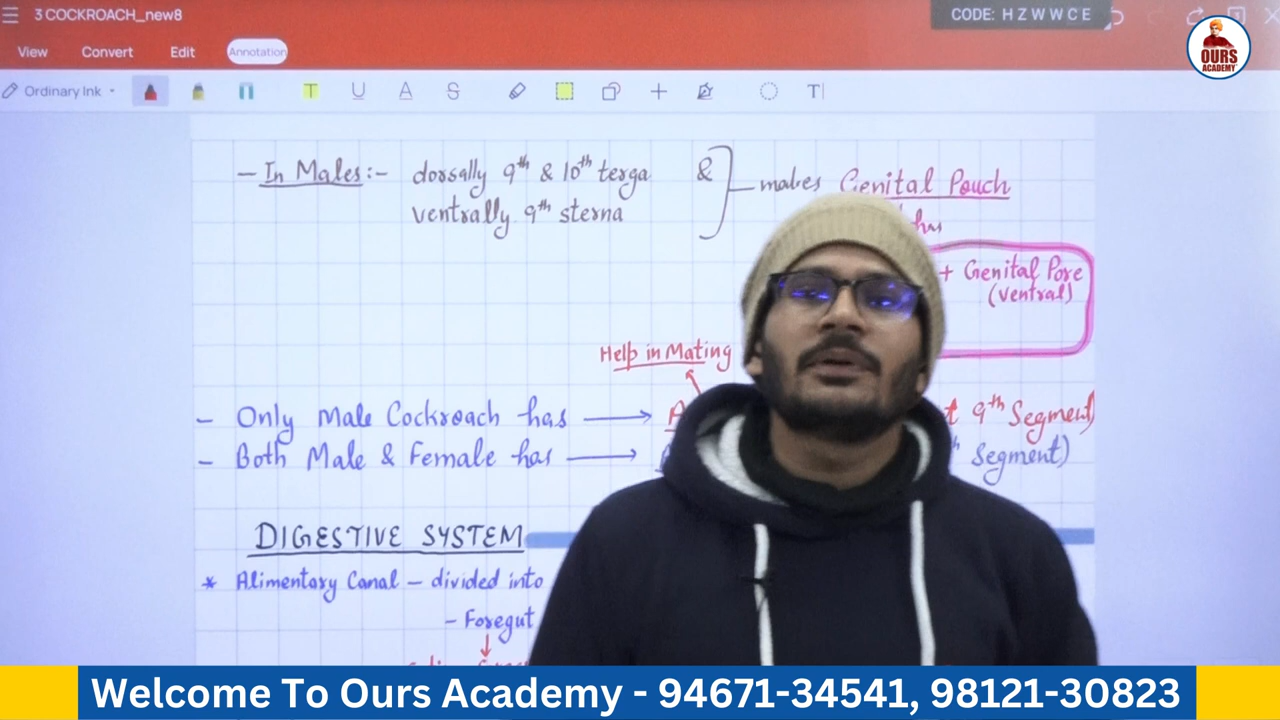 3 COCKROACH_new8
CODE: H Z W W C E
View Convert Edit Annotation
OURS ACADEMY
Ordinary Ink
- In Males:- dorsally 9th & 10th terga &
ventrally 9th sterna
makes Genital Pouch
has
+ Genital Pore
(ventral)
Help in Mating
- Only Male Cockroach has 9th Segment)
- Both Male & Female has Segment)
DIGESTIVE SYSTEM
* Alimentary Canal - divided into
- Foregut
Welcome To Ours Academy - 94671-34541, 98121-30823